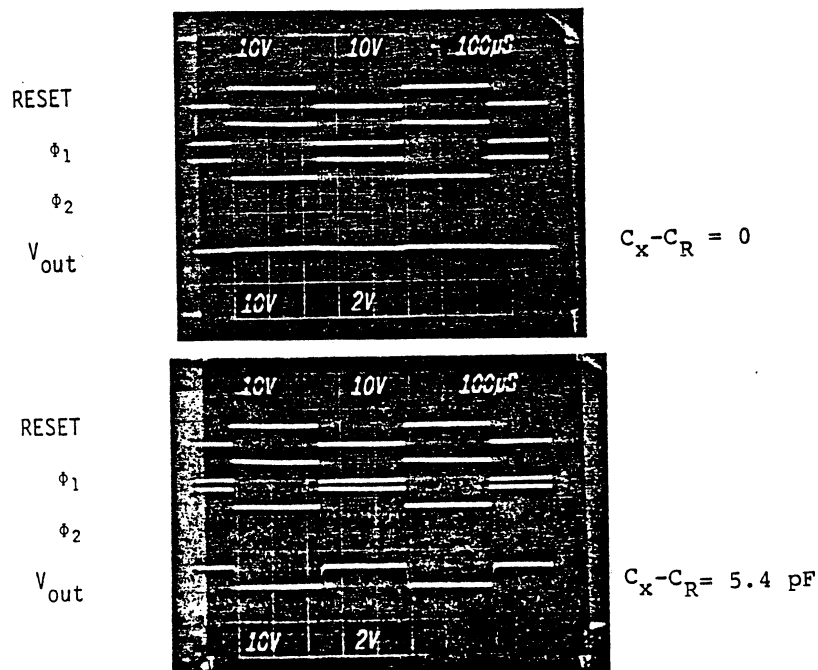 10V 10V 100μS
RESET
Φ1
Φ2
Vout
Cx-CR = 0
10V 2V
10V 10V 100μS
RESET
Φ1
Φ2
Vout
Cx-CR= 5.4 pF
10V 2V